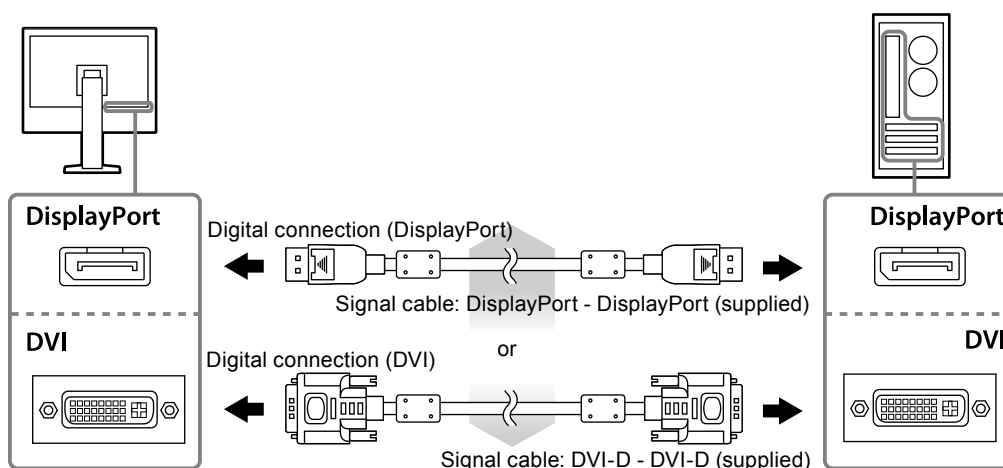 DisplayPort
DisplayPort
Digital connection (DisplayPort)
Signal cable: DisplayPort - DisplayPort (supplied)
or
DVI
DVI
Digital connection (DVI)
Signal cable: DVI-D - DVI-D (supplied)